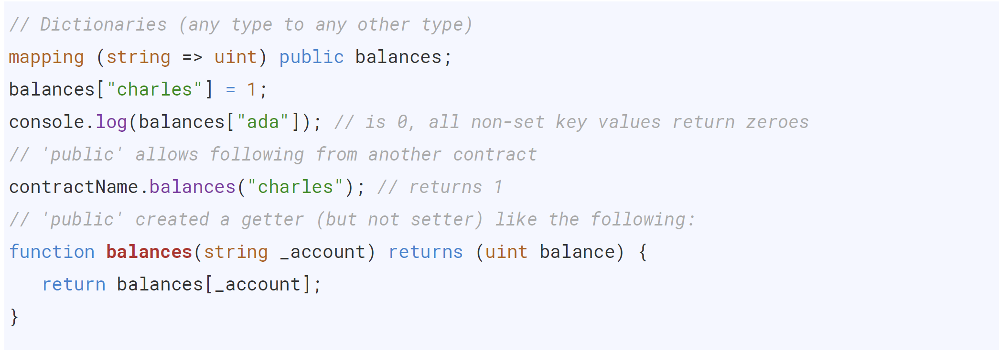 // Dictionaries (any type to any other type)
mapping (string => uint) public balances;
balances["charles"] = 1;
console.log(balances["ada"]); // is 0, all non-set key values return zeroes
// 'public' allows following from another contract
contractName.balances("charles"); // returns 1
// 'public' created a getter (but not setter) like the following:
function balances(string _account) returns (uint balance) {
   return balances[_account];
}